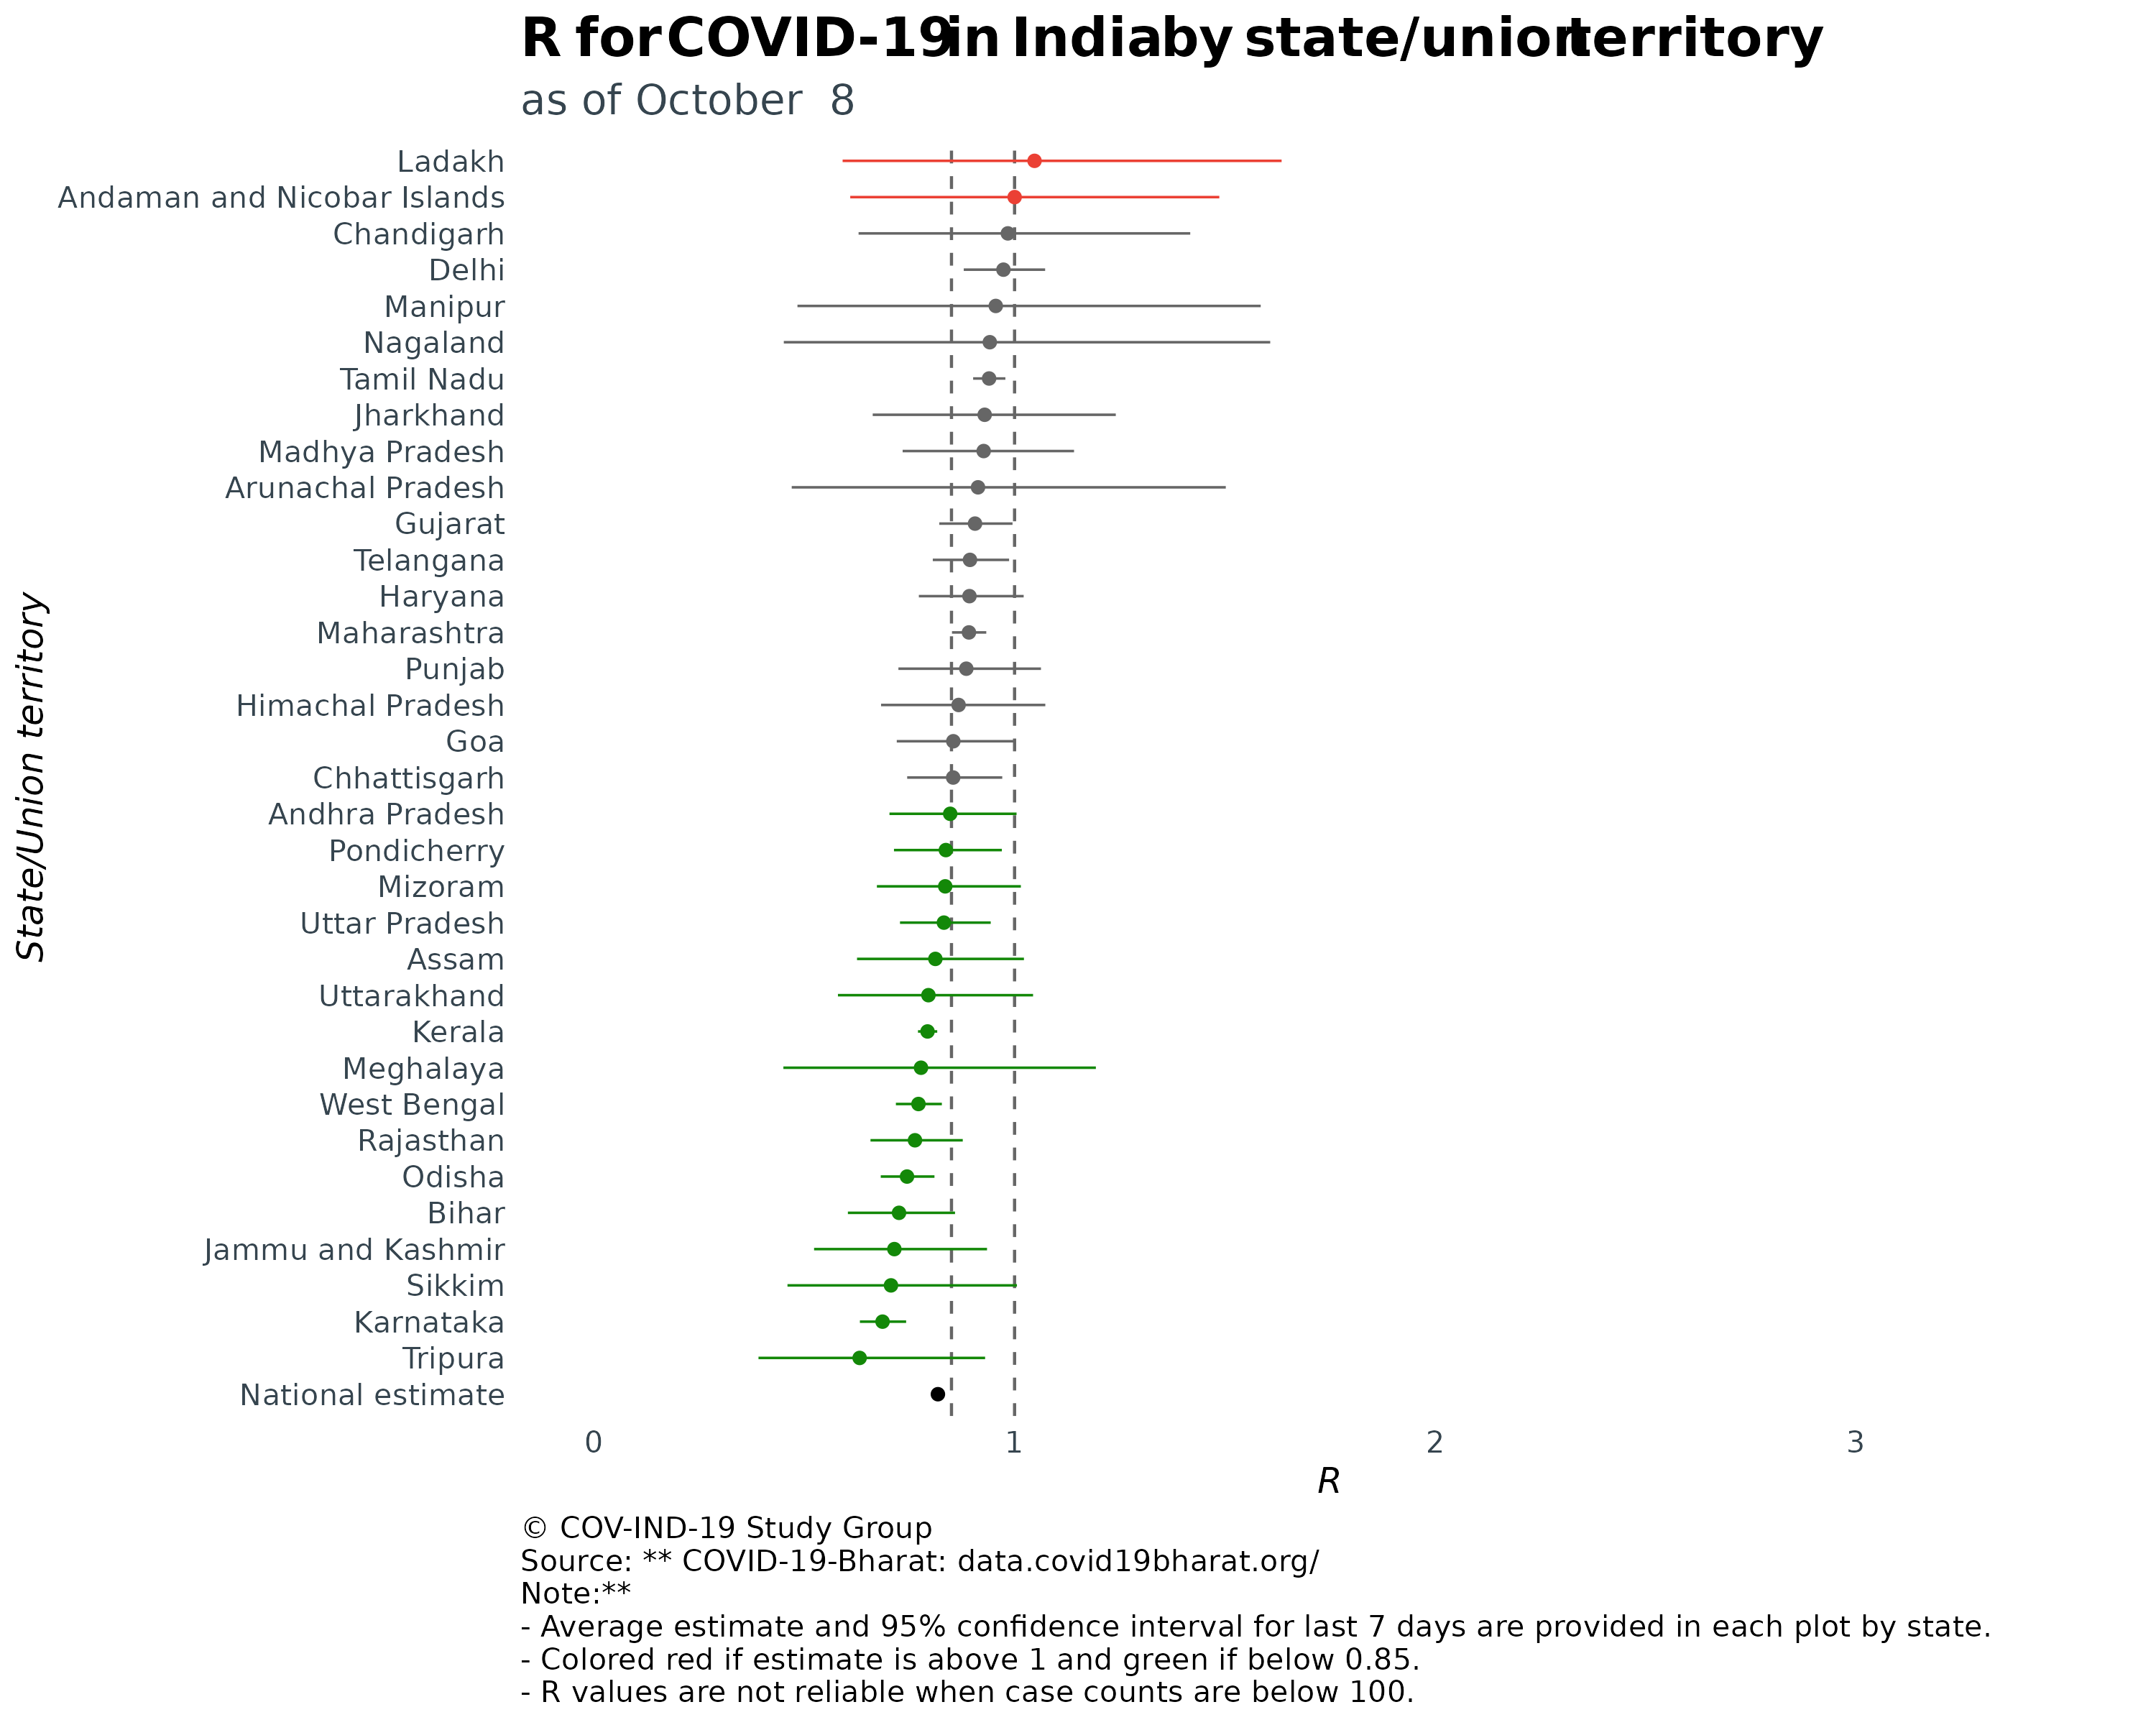 R for COVID-19 in India by state/union territory
as of October 8
Ladakh
Andaman and Nicobar Islands
Chandigarh
Delhi
Manipur
Nagaland
Tamil Nadu
Jharkhand
Madhya Pradesh
Arunachal Pradesh
Gujarat
Telangana
Haryana
Maharashtra
Punjab
Himachal Pradesh
Goa
Chhattisgarh
Andhra Pradesh
Pondicherry
Mizoram
Uttar Pradesh
Assam
Uttarakhand
Kerala
Meghalaya
West Bengal
Rajasthan
Odisha
Bihar
Jammu and Kashmir
Sikkim
Karnataka
Tripura
National estimate
State/Union territory
0 1 2 3
R
© COV-IND-19 Study Group
Source: ** COVID-19-Bharat: data.covid19bharat.org/
Note:**
- Average estimate and 95% confidence interval for last 7 days are provided in each plot by state.
- Colored red if estimate is above 1 and green if below 0.85.
- R values are not reliable when case counts are below 100.